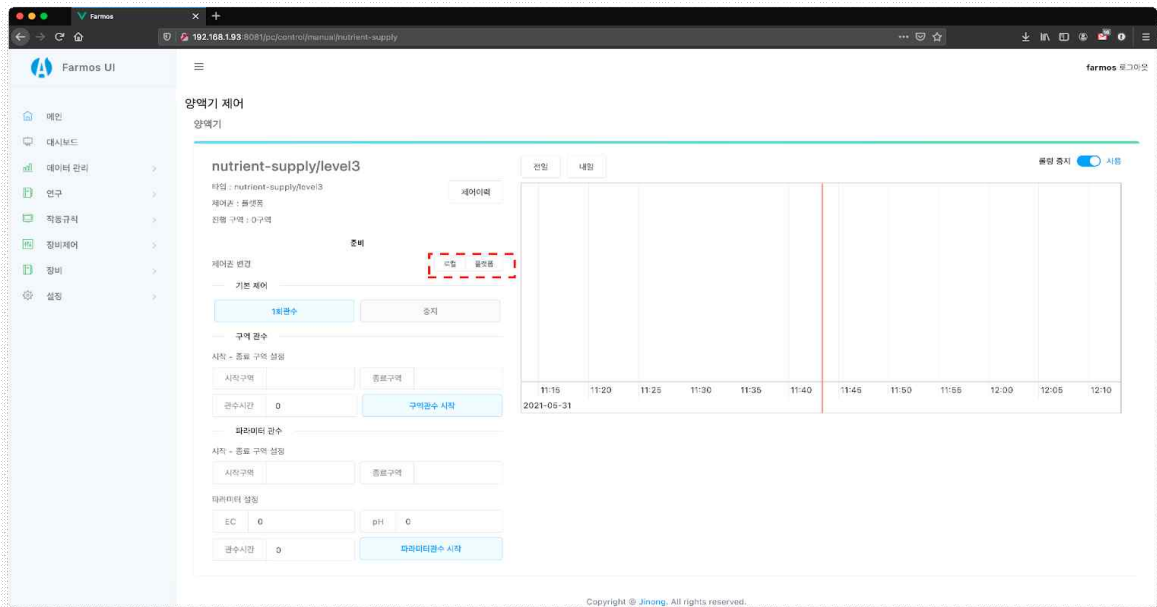 Farmos
192.168.1.93:8081/pc/control/manual/nutrient-supply
Farmos UI
farmos 로그아웃
메인
대시보드
데이터 관리
연구
작동규칙
장비제어
장비
설정
양액기 제어
양액기
nutrient-supply/level3
타입 : nutrient-supply/level3
제어권 : 플랫폼
진행 구역 : 0구역
제어이력
준비
제어권 변경
로컬
플랫폼
기본 제어
1회관수
중지
구역 관수
시작 - 종료 구역 설정
시작구역
종료구역
관수시간 0
구역관수 시작
파라미터 관수
시작 - 종료 구역 설정
시작구역
종료구역
파라미터 설정
EC 0
pH 0
관수시간 0
파라미터관수 시작
전일
내일
롤링 중지
시동
11:15 11:20 11:25 11:30 11:35 11:40 11:45 11:50 11:55 12:00 12:05 12:10
2021-05-31
Copyright © Jinong. All rights reserved.